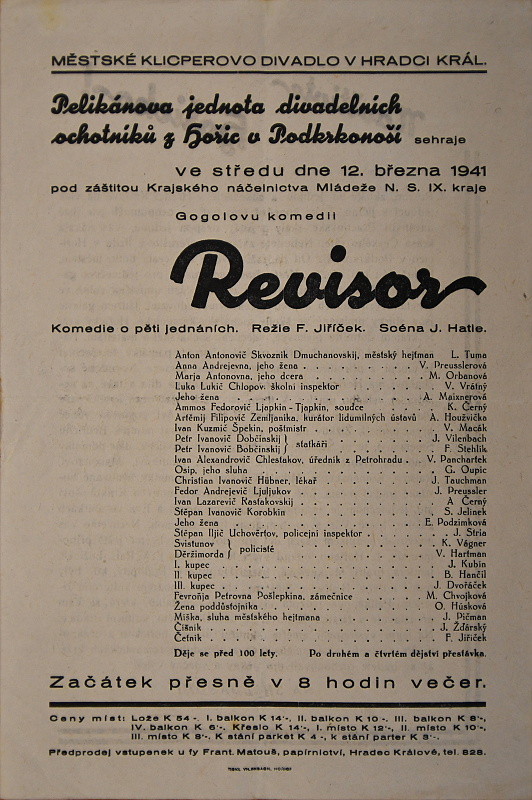 MĚSTSKÉ KLICPEROVO DIVADLO V HRADCI KRÁL.
Pelikánova jednota divadelních
ochotníků z Hořic v Podkrkonoší sehraje
ve středu dne 12. března 1941
pod záštitou Krajského náčelnictva Mládeže N. S. IX. kraje
Gogolovu komedii
Revisor
Komedie o pěti jednáních. Režie F. Jiříček. Scéna J. Hatle.
Anton Antonovič Skvoznik Dmuchanovskij, městský hejtman L. Tuma
Anna Andrejevna, jeho žena . . . . . . . . V. Preusslerová
Marja Antonovna, jeho dcera . . . . . . . . M. Orbanová
Luka Lukič Chlopov, školní inspektor . . . . . . . V. Vrátný
Jeho žena . . . . . . . . . . A. Maixnerová
Ammos Fedorovič Ljapkin-Tjapkin, soudce . . . . . . K. Černý
Artěmij Filipovič Zemljanika, kurátor lidumilných ústavů . A. Houžvička
Ivan Kuzmič Špekin, poštmistr . . . . . . . . V. Macák
Petr Ivanovič Dobčinskij } statkáři . . . . . . J. Vilenbach
Petr Ivanovič Bobčinskij } . . . . . . F. Stehlík
Ivan Alexandrovič Chlestakov, úředník z Petrohradu . . V. Panchartek
Osip, jeho sluha . . . . . . . . . . G. Oupic
Christian Ivanovič Hübner, lékař . . . . . . . J. Tauchman
Fedor Andrejevič Ljuljukov . . . . . . . . J. Preussler
Ivan Lazarevič Rastakovskij . . . . . . . . A Černý
Stěpan Ivanovič Korobkin . . . . . . . . S. Jelínek
Jeho žena . . . . . . . . . . E. Podzimková
Stěpan Iljič Uchovërtov, policejní inspektor . . . . . J. Stria
Svistunov } policisté . . . . . . . . K. Vágner
Děržimorda } . . . . . . . . V. Hartman
I. kupec . . . . . . . . . . J. Kubín
II. kupec . . . . . . . . . . B. Hančil
III. kupec . . . . . . . . . . J. Dvořáček
Fevroňja Petrovna Pošlepkina, zámečnice . . . . . M. Chvojková
Žena poddůstojníka . . . . . . . . . O. Húsková
Miška, sluha městského hejtmana . . . . . . . J. Pičman
Číšník . . . . . . . . . . J. Žďárský
Četník . . . . . . . . . . F. Jiříček
Děje se před 100 lety. Po druhém a čtvrtém dějství přestávka.
Začátek přesně v 8 hodin večer.
Ceny míst: Lože K 54-. I. balkon K 14·-, II. balkon K 10-. III. balkon K 8·-,
IV. balkon K 6·-. Křeslo K 14·-, I. místo K 12·-, II. místo K 10·-,
III. místo K 8·-. K stání parket K 4 -, k stání parter K 3·-.
Předprodej vstupenek u fy Frant. Matouš, papírnictví, Hradec Králové, tel. 828.
TISKL VILENBACH, HOŘICE